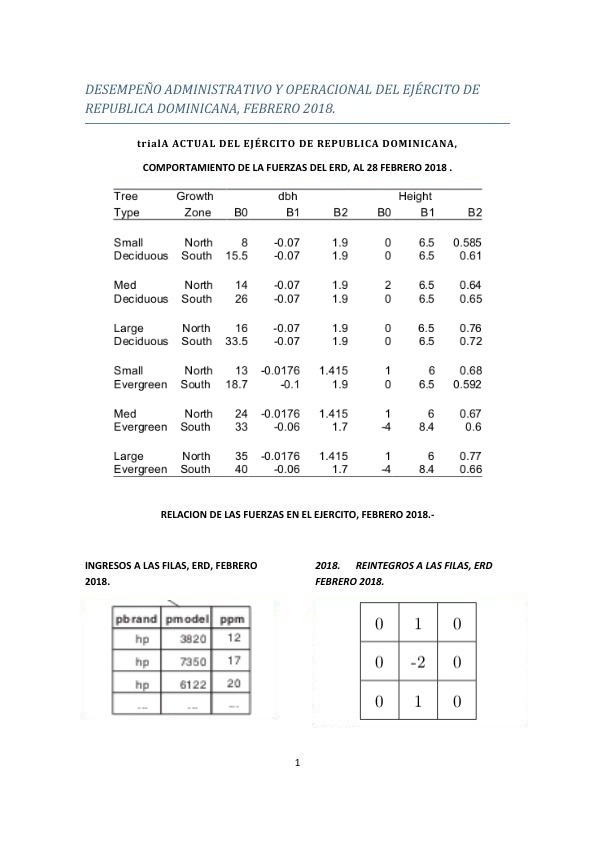 DESEMPEÑO ADMINISTRATIVO Y OPERACIONAL DEL EJÉRCITO DE
REPUBLICA DOMINICANA, FEBRERO 2018.
trialA ACTUAL DEL EJÉRCITO DE REPUBLICA DOMINICANA,
COMPORTAMIENTO DE LA FUERZAS DEL ERD, AL 28 FEBRERO 2018 .
Tree Growth dbh Height
Type Zone B0 B1 B2 B0 B1 B2
Small North 8 -0.07 1.9 0 6.5 0.585
Deciduous South 15.5 -0.07 1.9 0 6.5 0.61
Med North 14 -0.07 1.9 2 6.5 0.64
Deciduous South 26 -0.07 1.9 0 6.5 0.65
Large North 16 -0.07 1.9 0 6.5 0.76
Deciduous South 33.5 -0.07 1.9 0 6.5 0.72
Small North 13 -0.0176 1.415 1 6 0.68
Evergreen South 18.7 -0.1 1.9 0 6.5 0.592
Med North 24 -0.0176 1.415 1 6 0.67
Evergreen South 33 -0.06 1.7 -4 8.4 0.6
Large North 35 -0.0176 1.415 1 6 0.77
Evergreen South 40 -0.06 1.7 -4 8.4 0.66
RELACION DE LAS FUERZAS EN EL EJERCITO, FEBRERO 2018.-
INGRESOS A LAS FILAS, ERD, FEBRERO
2018.
pbrand pmodel ppm
hp 3820 12
hp 7350 17
hp 6122 20
... ... ...
2018. REINTEGROS A LAS FILAS, ERD
FEBRERO 2018.
0 1 0
0 -2 0
0 1 0
1